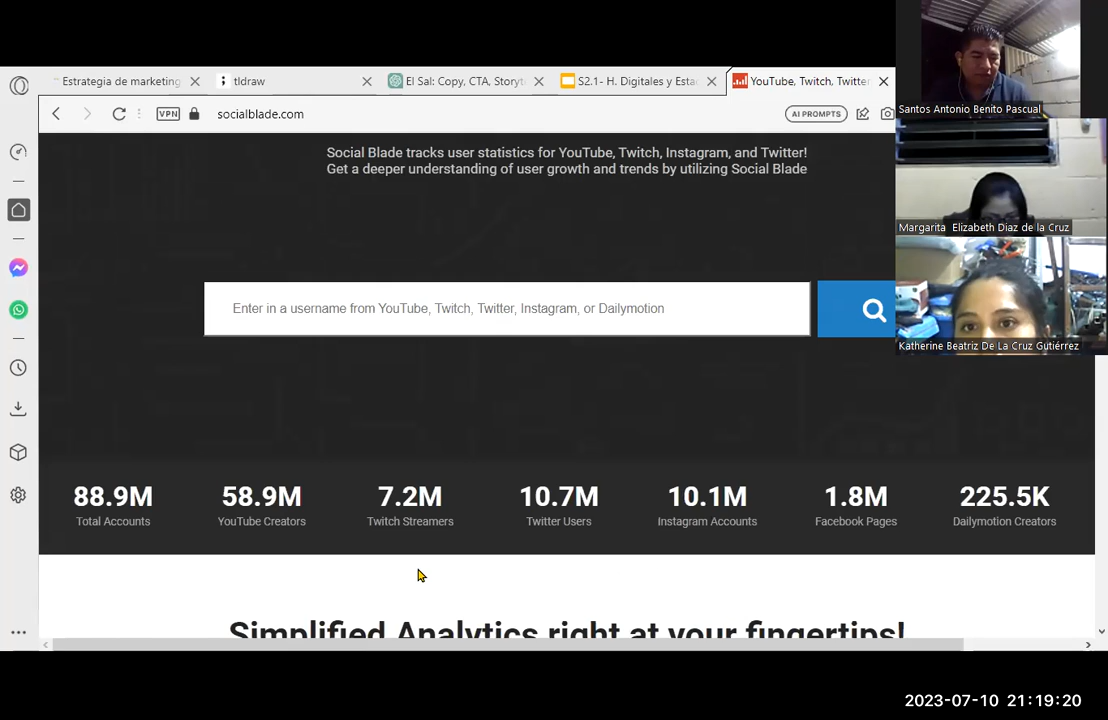 Estrategia de marketing
tldraw
El Sal: Copy, CTA, Storyt
S2.1- H. Digitales y Estad
YouTube, Twitch, Twitter
VPN
socialblade.com
AI PROMPTS
Social Blade tracks user statistics for YouTube, Twitch, Instagram, and Twitter!
Get a deeper understanding of user growth and trends by utilizing Social Blade
Enter in a username from YouTube, Twitch, Twitter, Instagram, or Dailymotion
88.9M
Total Accounts
58.9M
YouTube Creators
7.2M
Twitch Streamers
10.7M
Twitter Users
10.1M
Instagram Accounts
1.8M
Facebook Pages
225.5K
Dailymotion Creators
Simplified Analytics right at your fingertips!
Santos Antonio Benito Pascual
Margarita Elizabeth Diaz de la Cruz
Katherine Beatriz De La Cruz Gutiérrez
2023-07-10 21:19:20